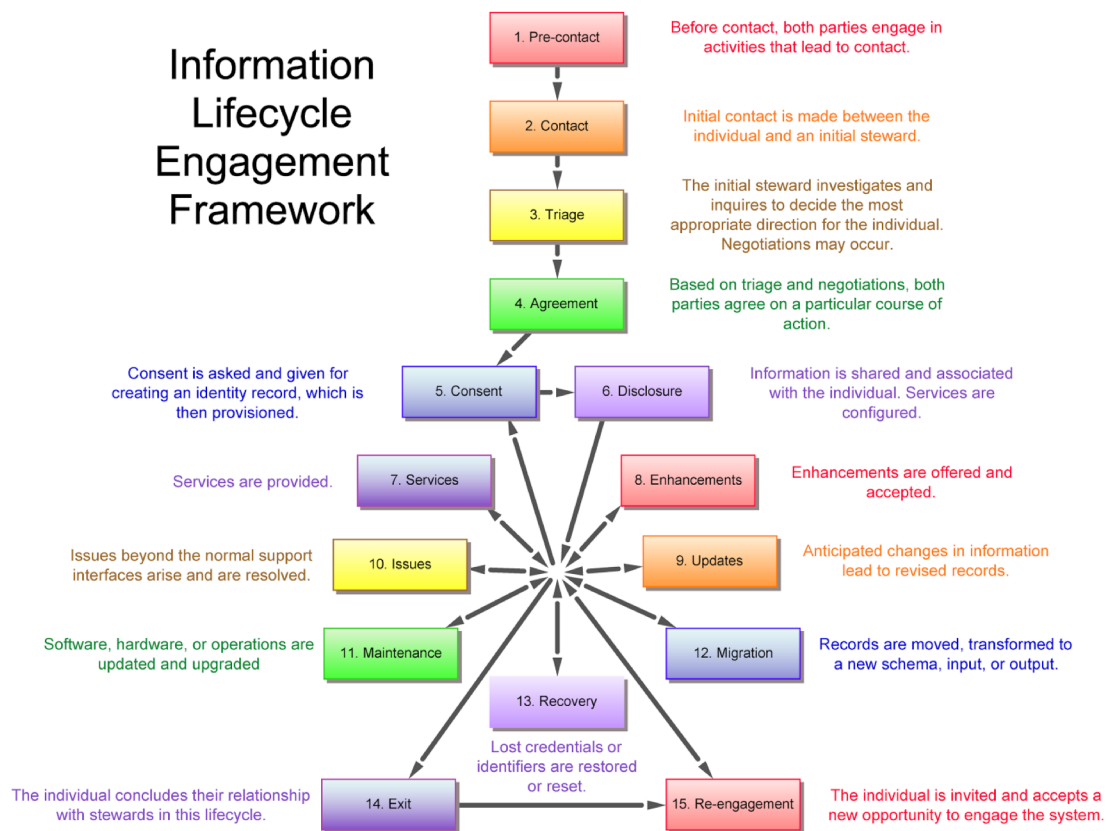 Information
Lifecycle
Engagement
Framework
1. Pre-contact
Before contact, both parties engage in
activities that lead to contact.
2. Contact
Initial contact is made between the
individual and an initial steward.
3. Triage
The initial steward investigates and
inquires to decide the most
appropriate direction for the individual.
Negotiations may occur.
4. Agreement
Based on triage and negotiations, both
parties agree on a particular course of
action.
Consent is asked and given for
creating an identity record, which is
then provisioned.
5. Consent
6. Disclosure
Information is shared and associated
with the individual. Services are
configured.
Services are provided.
7. Services
8. Enhancements
Enhancements are offered and
accepted.
Issues beyond the normal support
interfaces arise and are resolved.
10. Issues
9. Updates
Anticipated changes in information
lead to revised records.
Software, hardware, or operations are
updated and upgraded
11. Maintenance
12. Migration
Records are moved, transformed to
a new schema, input, or output.
13. Recovery
Lost credentials or
identifiers are restored
or reset.
The individual concludes their relationship
with stewards in this lifecycle.
14. Exit
15. Re-engagement
The individual is invited and accepts a
new opportunity to engage the system.